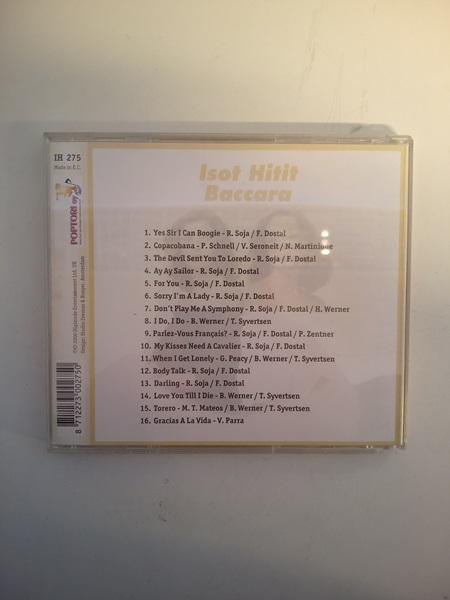 IH 275
Made in E.C.
POPTORI oy
Isot Hitit
Baccara
1. Yes Sir I Can Boogie - R. Soja / F. Dostal
2. Copacobana - P. Schnell / V. Seroneit / N. Martinique
3. The Devil Sent You To Loredo - R. Soja / F. Dostal
4. Ay Ay Sailor - R. Soja / F. Dostal
5. For You - R. Soja / F. Dostal
6. Sorry I'm A Lady - R. Soja / F. Dostal
7. Don't Play Me A Symphony - R. Soja / F. Dostal / H. Werner
8. I Do, I Do - B. Werner / T. Syvertsen
9. Parlez-Vous Français? - R. Soja / F. Dostal / P. Zentner
10. My Kisses Need A Cavalier - R. Soja / F. Dostal
11. When I Get Lonely - G. Peacy / B. Werner / T. Syvertsen
12. Body Talk - R. Soja / F. Dostal
13. Darling - R. Soja / F. Dostal
14. Love You Till I Die - B. Werner / T. Syvertsen
15. Torero - M. T. Mateos / B. Werner / T. Syvertsen
16. Gracias A La Vida - V. Parra
8 712273 002750